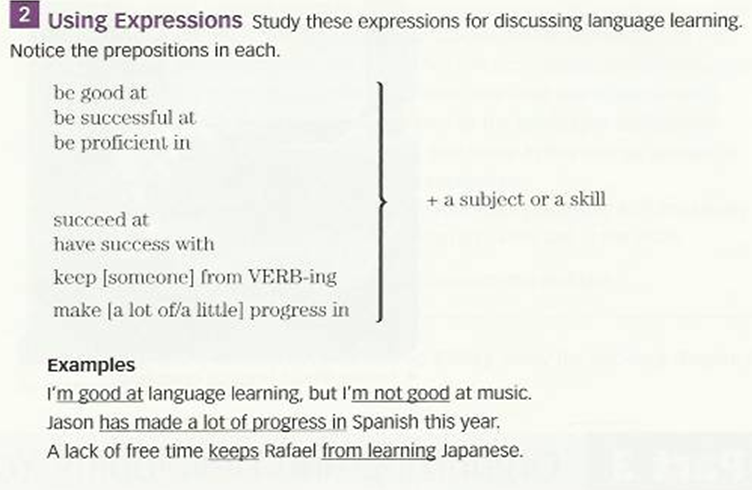 2 Using Expressions Study these expressions for discussing language learning.
Notice the prepositions in each.
be good at
be successful at
be proficient in
+ a subject or a skill
succeed at
have success with
keep [someone] from VERB-ing
make [a lot of/a little] progress in
Examples
I'm good at language learning, but I'm not good at music.
Jason has made a lot of progress in Spanish this year.
A lack of free time keeps Rafael from learning Japanese.